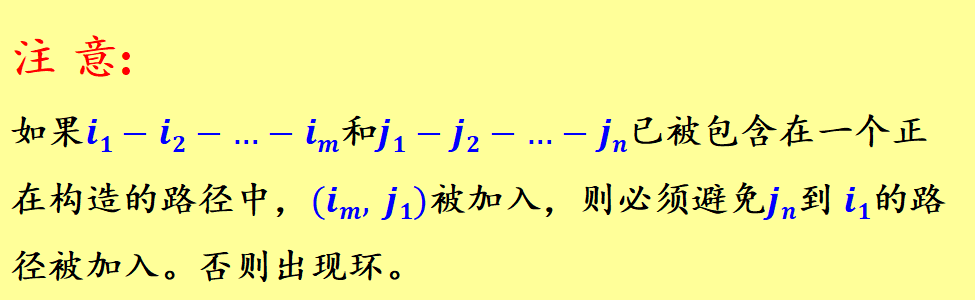 注 意:
如果i₁ − i₂ − … − iₘ和j₁ − j₂ − … − jₙ已被包含在一个正
在构造的路径中，(iₘ, j₁)被加入，则必须避免jₙ到 i₁的路
径被加入。否则出现环。